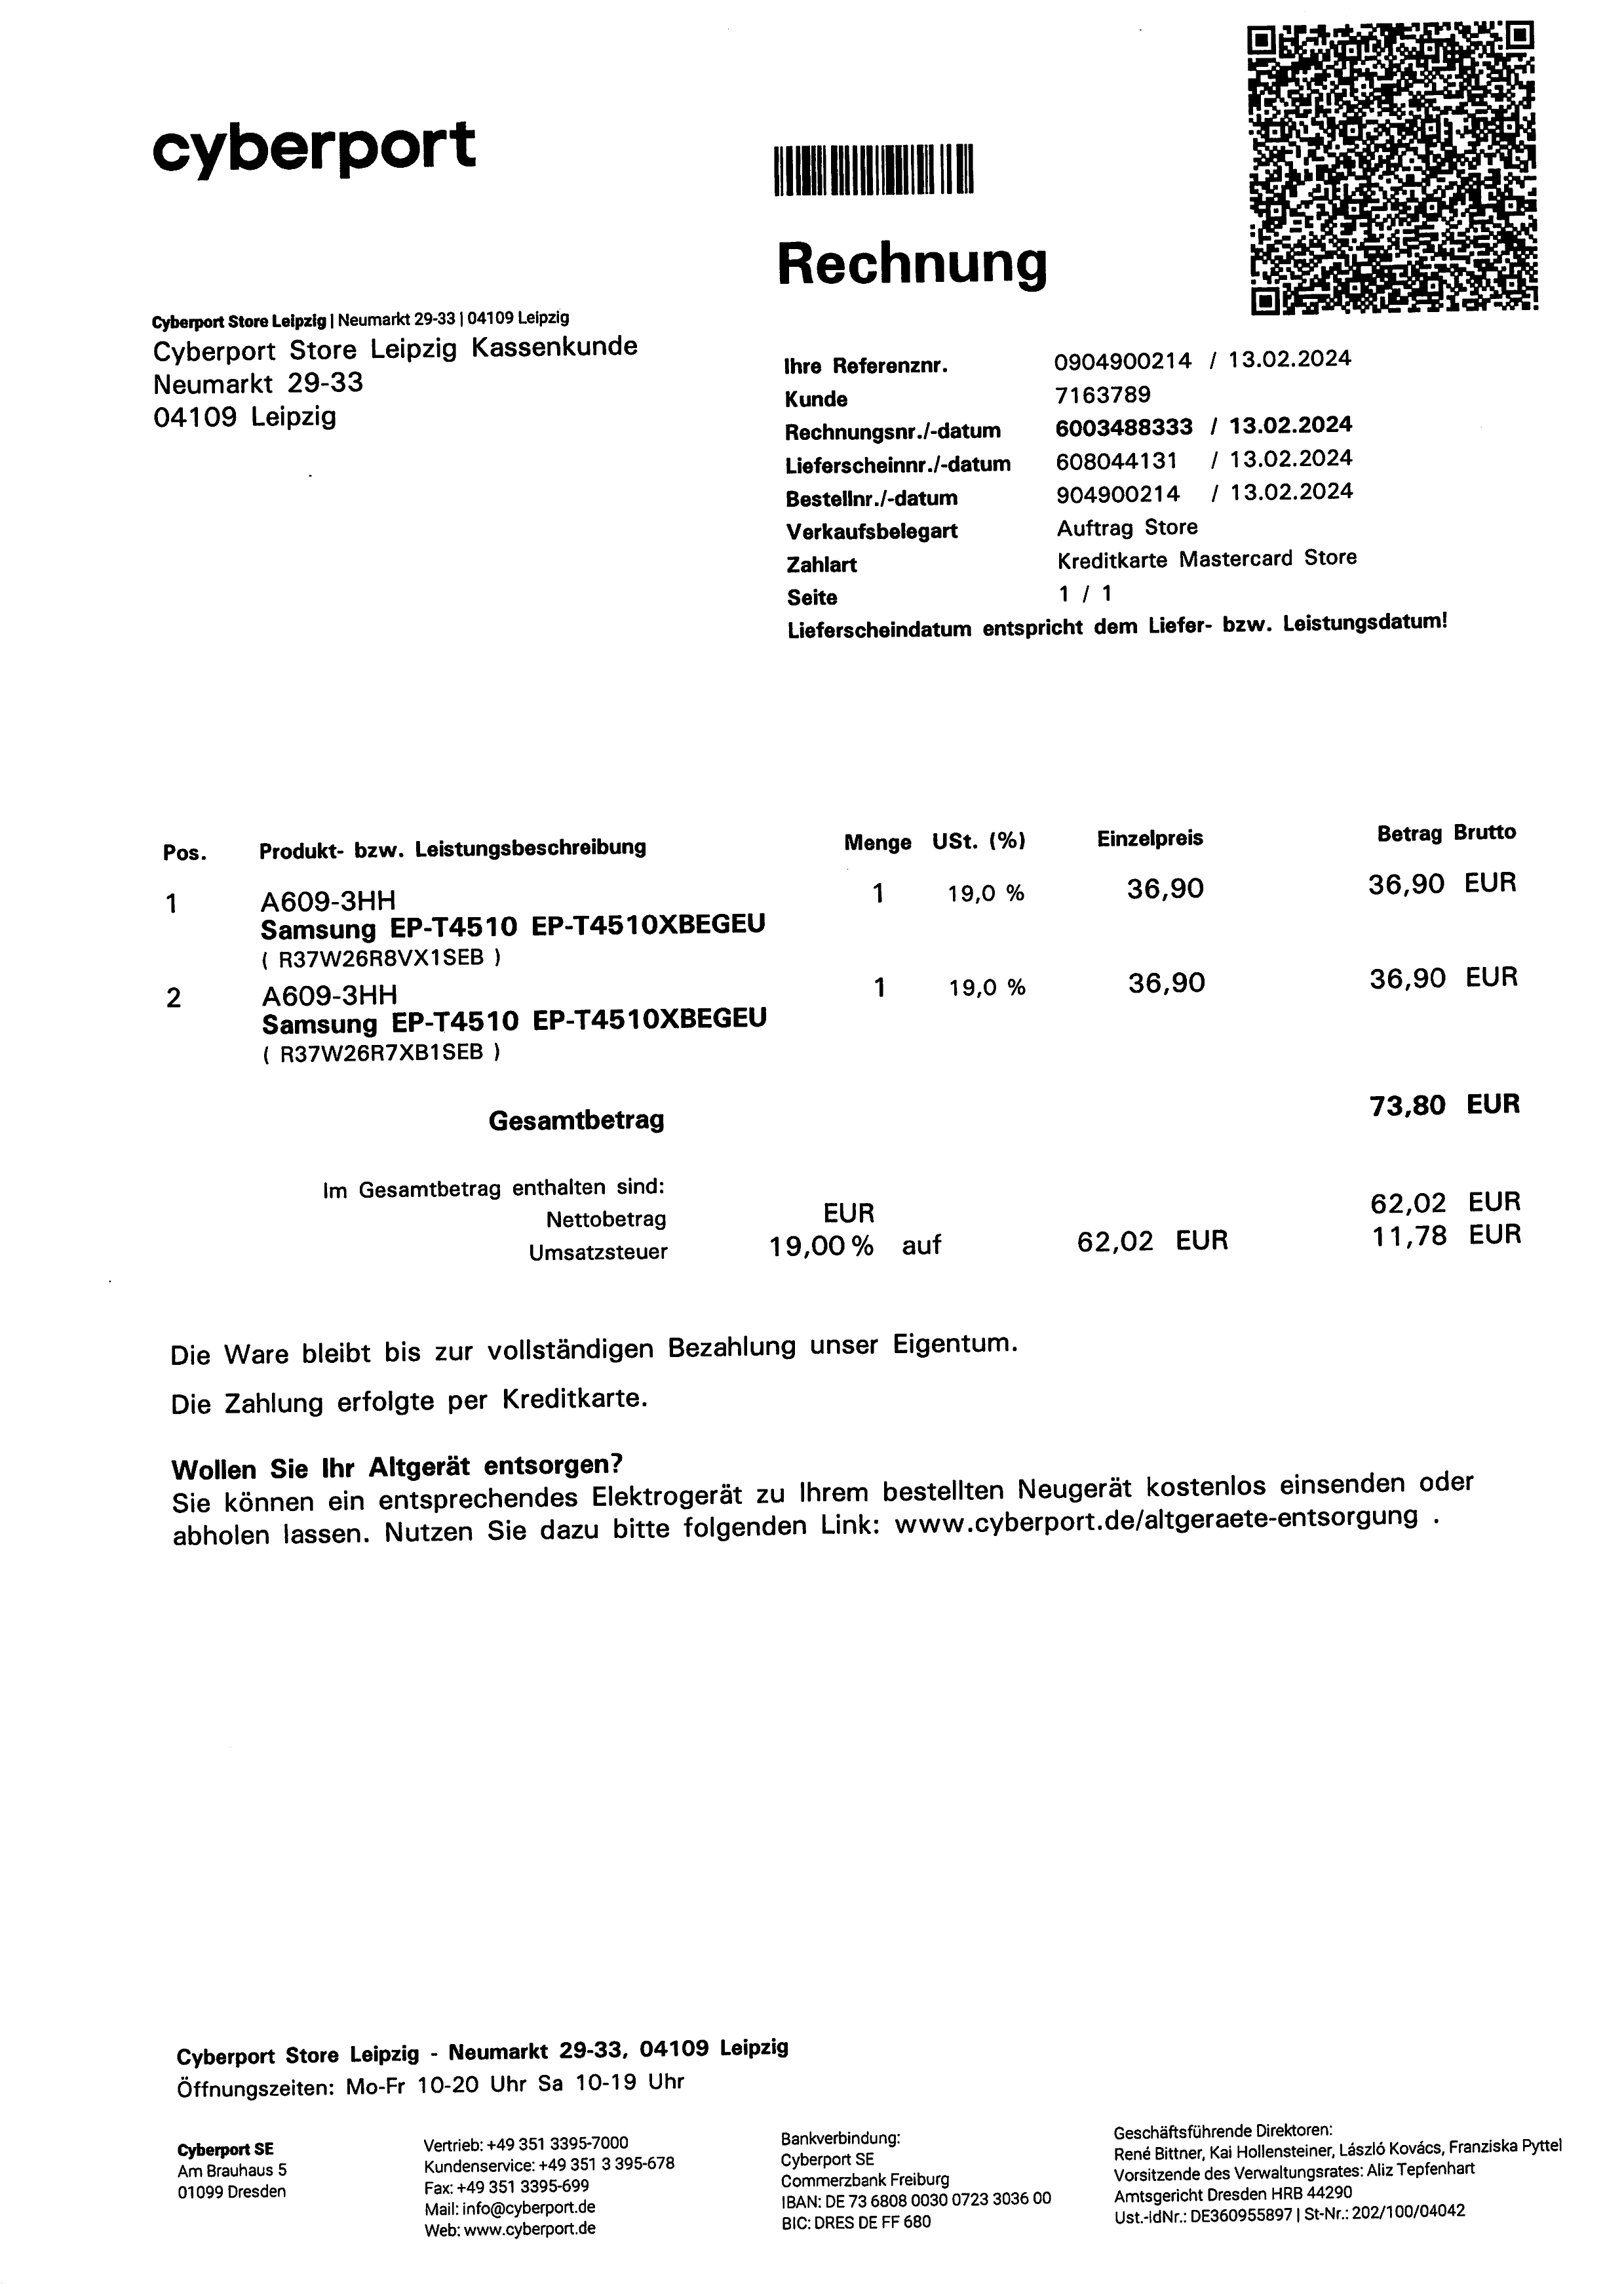 cyberport
Rechnung
Cyberport Store Leipzig | Neumarkt 29-33 | 04109 Leipzig
Cyberport Store Leipzig Kassenkunde
Neumarkt 29-33
04109 Leipzig
Ihre Referenznr. 0904900214 / 13.02.2024
Kunde 7163789
Rechnungsnr./-datum 6003488333 / 13.02.2024
Lieferscheinnr./-datum 608044131 / 13.02.2024
Bestellnr./-datum 904900214 / 13.02.2024
Verkaufsbelegart Auftrag Store
Zahlart Kreditkarte Mastercard Store
Seite 1 / 1
Lieferscheindatum entspricht dem Liefer- bzw. Leistungsdatum!
Pos. Produkt- bzw. Leistungsbeschreibung Menge USt. (%) Einzelpreis Betrag Brutto
1 A609-3HH 1 19,0 % 36,90 36,90 EUR
Samsung EP-T4510 EP-T4510XBEGEU
( R37W26R8VX1SEB )
2 A609-3HH 1 19,0 % 36,90 36,90 EUR
Samsung EP-T4510 EP-T4510XBEGEU
( R37W26R7XB1SEB )
Gesamtbetrag 73,80 EUR
Im Gesamtbetrag enthalten sind:
Nettobetrag EUR 62,02 EUR
Umsatzsteuer 19,00 % auf 62,02 EUR 11,78 EUR
Die Ware bleibt bis zur vollständigen Bezahlung unser Eigentum.
Die Zahlung erfolgte per Kreditkarte.
Wollen Sie Ihr Altgerät entsorgen?
Sie können ein entsprechendes Elektrogerät zu Ihrem bestellten Neugerät kostenlos einsenden oder
abholen lassen. Nutzen Sie dazu bitte folgenden Link: www.cyberport.de/altgeraete-entsorgung .
Cyberport Store Leipzig - Neumarkt 29-33, 04109 Leipzig
Öffnungszeiten: Mo-Fr 10-20 Uhr Sa 10-19 Uhr
Cyberport SE
Am Brauhaus 5
01099 Dresden
Vertrieb: +49 351 3395-7000
Kundenservice: +49 351 3 395-678
Fax: +49 351 3395-699
Mail: info@cyberport.de
Web: www.cyberport.de
Bankverbindung:
Cyberport SE
Commerzbank Freiburg
IBAN: DE 73 6808 0030 0723 3036 00
BIC: DRES DE FF 680
Geschäftsführende Direktoren:
René Bittner, Kai Hollensteiner, László Kovács, Franziska Pyttel
Vorsitzende des Verwaltungsrates: Aliz Tepfenhart
Amtsgericht Dresden HRB 44290
Ust.-IdNr.: DE360955897 | St-Nr.: 202/100/04042